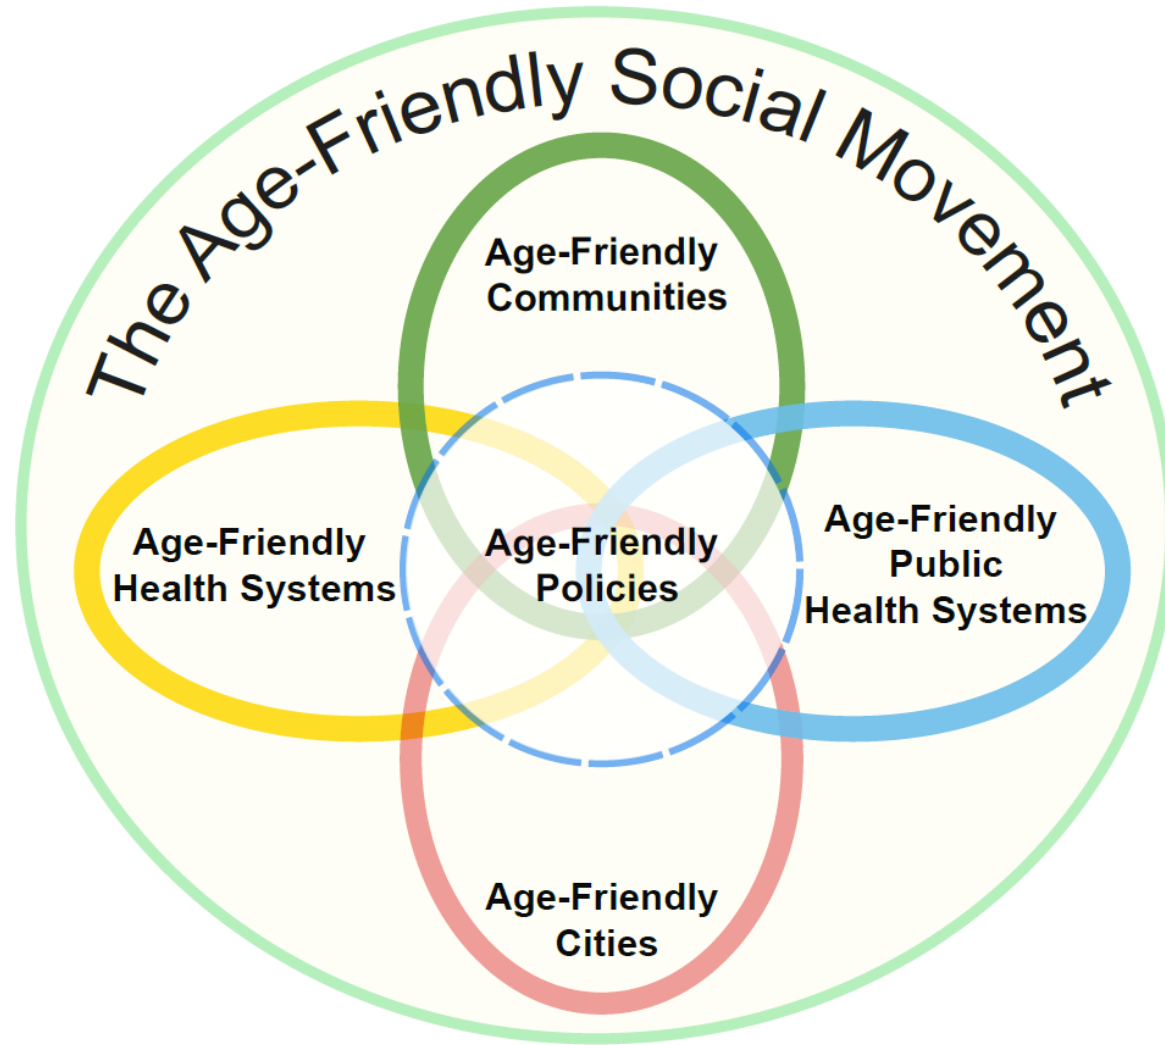 The Age-Friendly Social Movement
Age-Friendly
Communities
Age-Friendly
Health Systems
Age-Friendly
Policies
Age-Friendly
Public
Health Systems
Age-Friendly
Cities